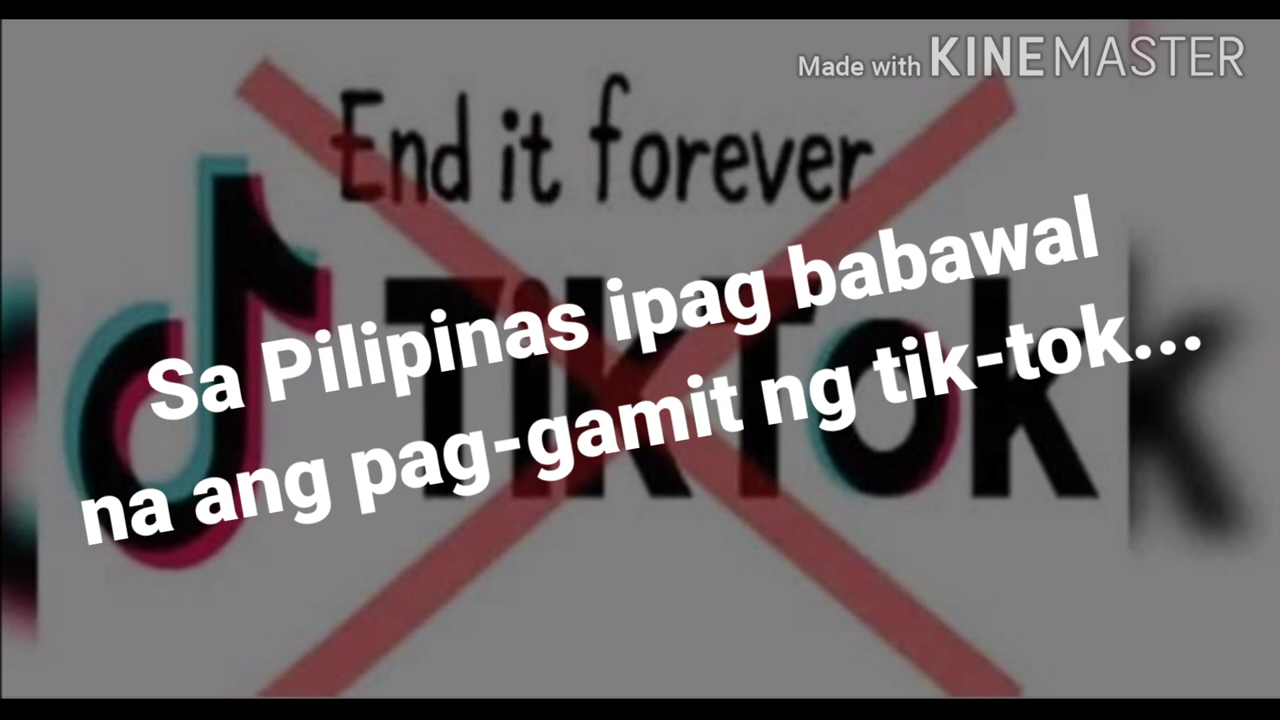 Made with KINEMASTER
End it forever
TikTok
k
Sa Pilipinas ipag babawal
na ang pag-gamit ng tik-tok...